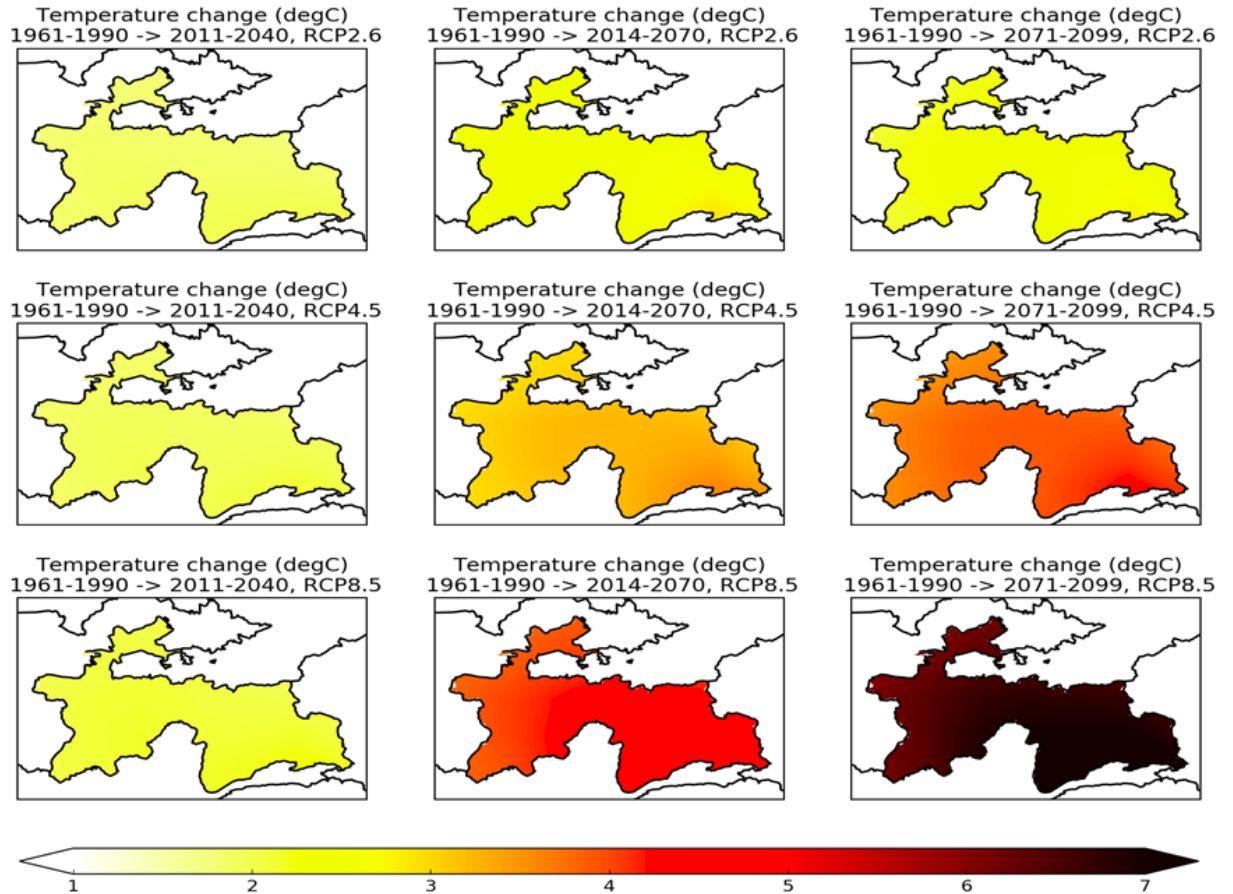 Temperature change (degC)
1961-1990 -> 2011-2040, RCP2.6
Temperature change (degC)
1961-1990 -> 2014-2070, RCP2.6
Temperature change (degC)
1961-1990 -> 2071-2099, RCP2.6
Temperature change (degC)
1961-1990 -> 2011-2040, RCP4.5
Temperature change (degC)
1961-1990 -> 2014-2070, RCP4.5
Temperature change (degC)
1961-1990 -> 2071-2099, RCP4.5
Temperature change (degC)
1961-1990 -> 2011-2040, RCP8.5
Temperature change (degC)
1961-1990 -> 2014-2070, RCP8.5
Temperature change (degC)
1961-1990 -> 2071-2099, RCP8.5
1 2 3 4 5 6 7